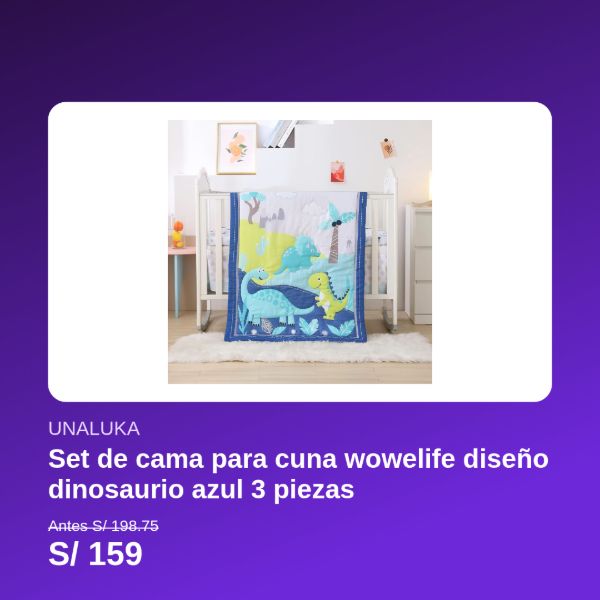 UNALUKA
Set de cama para cuna wowelife diseño
dinosaurio azul 3 piezas
Antes S/ 198.75
S/ 159